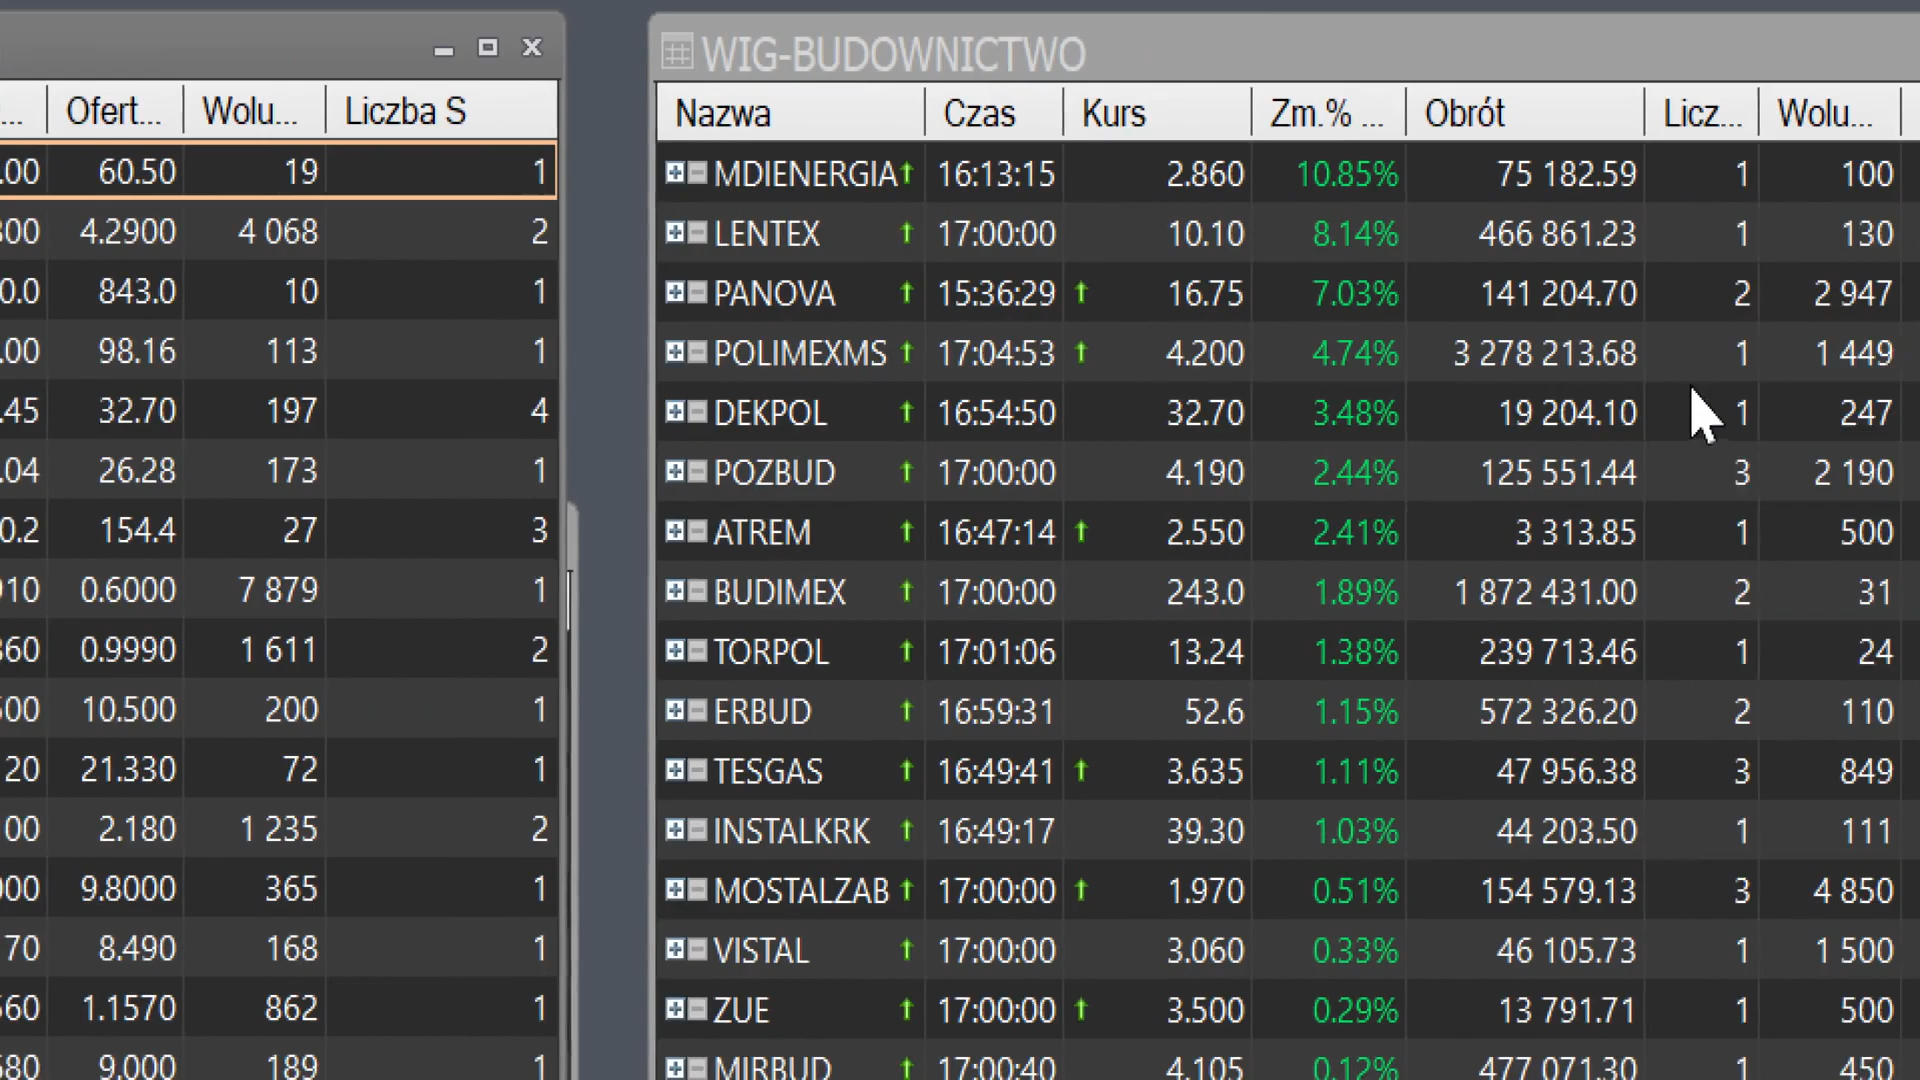 ... Ofert... Wolu... Liczba S
.00 60.50 19 1
300 4.2900 4 068 2
0.0 843.0 10 1
.00 98.16 113 1
.45 32.70 197 4
.04 26.28 173 1
0.2 154.4 27 3
910 0.6000 7 879 1
360 0.9990 1 611 2
500 10.500 200 1
120 21.330 72 1
100 2.180 1 235 2
000 9.8000 365 1
70 8.490 168 1
560 1.1570 862 1
680 9.000 189 1
WIG-BUDOWNICTWO
Nazwa Czas Kurs Zm.% ... Obrót Licz... Wolu...
MDIENERGIA 16:13:15 2.860 10.85% 75 182.59 1 100
LENTEX 17:00:00 10.10 8.14% 466 861.23 1 130
PANOVA 15:36:29 16.75 7.03% 141 204.70 2 2 947
POLIMEXMS 17:04:53 4.200 4.74% 3 278 213.68 1 1 449
DEKPOL 16:54:50 32.70 3.48% 19 204.10 1 247
POZBUD 17:00:00 4.190 2.44% 125 551.44 3 2 190
ATREM 16:47:14 2.550 2.41% 3 313.85 1 500
BUDIMEX 17:00:00 243.0 1.89% 1 872 431.00 2 31
TORPOL 17:01:06 13.24 1.38% 239 713.46 1 24
ERBUD 16:59:31 52.6 1.15% 572 326.20 2 110
TESGAS 16:49:41 3.635 1.11% 47 956.38 3 849
INSTALKRK 16:49:17 39.30 1.03% 44 203.50 1 111
MOSTALZAB 17:00:00 1.970 0.51% 154 579.13 3 4 850
VISTAL 17:00:00 3.060 0.33% 46 105.73 1 1 500
ZUE 17:00:00 3.500 0.29% 13 791.71 1 500
MIRBUD 17:00:40 4.105 0.12% 477 071.30 1 450